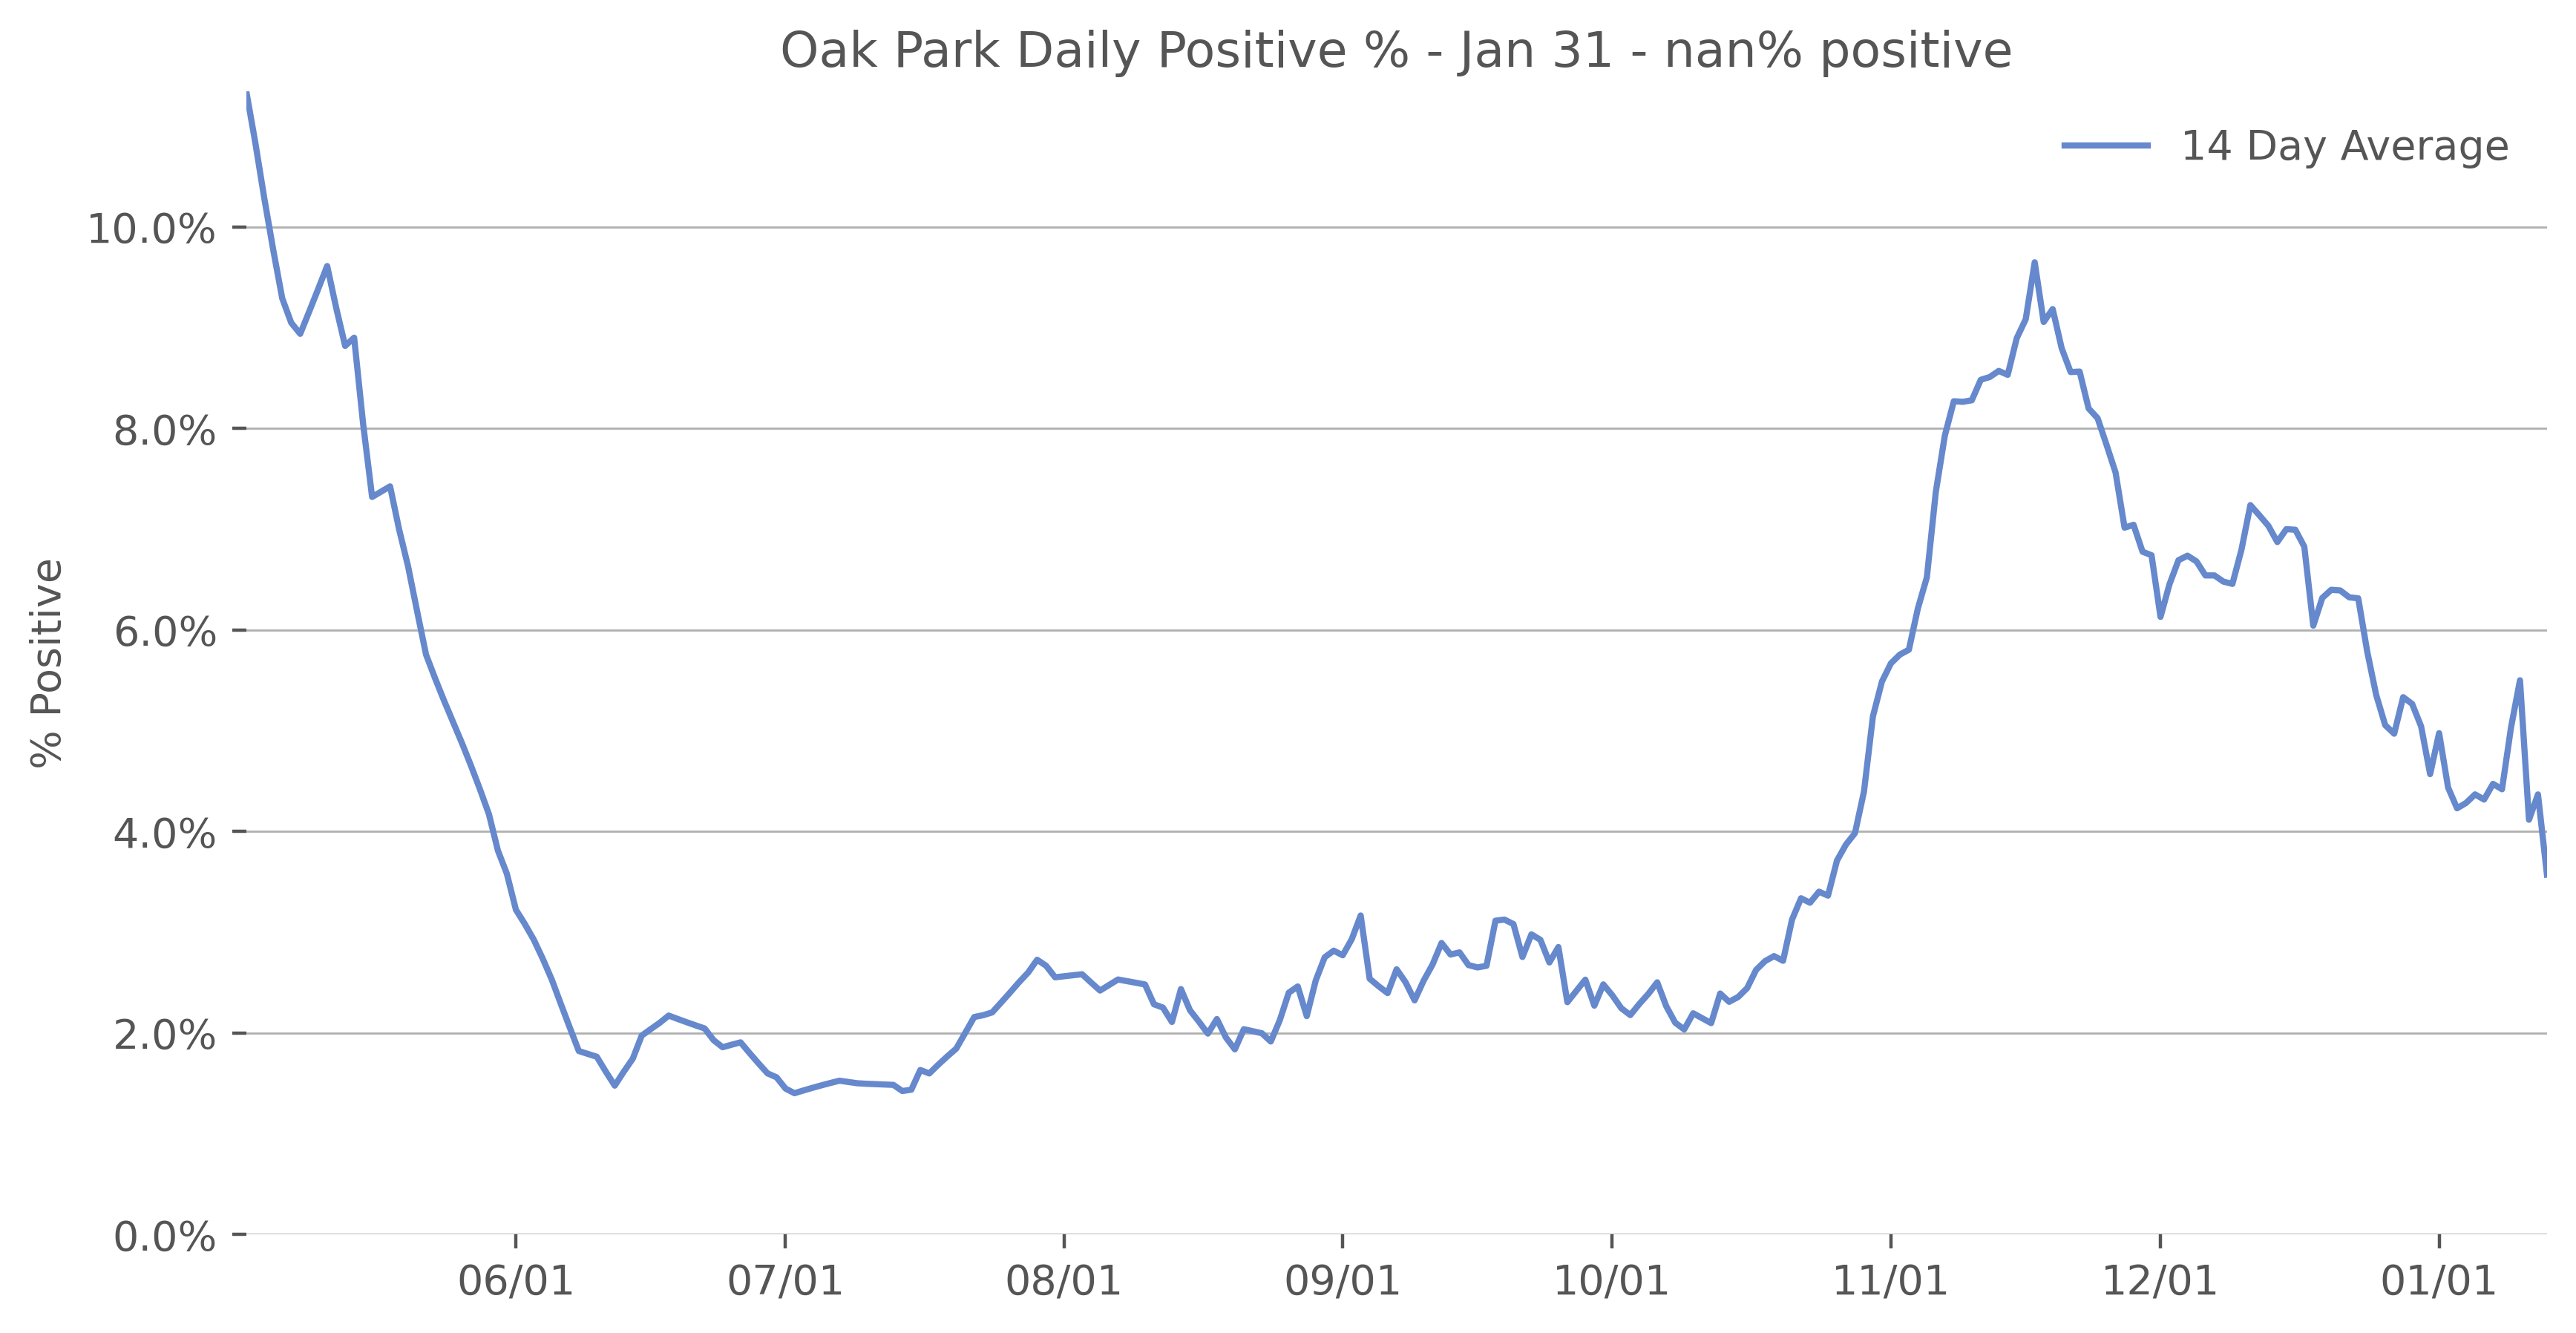 Oak Park Daily Positive % - Jan 31 - nan% positive
14 Day Average
% Positive
10.0%
8.0%
6.0%
4.0%
2.0%
0.0%
06/01 07/01 08/01 09/01 10/01 11/01 12/01 01/01